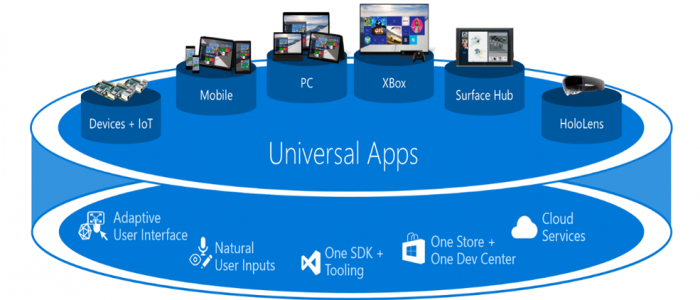 Devices + IoT
Mobile
PC
XBox
Surface Hub
HoloLens
Universal Apps
Adaptive
User Interface
Natural
User Inputs
One SDK +
Tooling
One Store +
One Dev Center
Cloud
Services